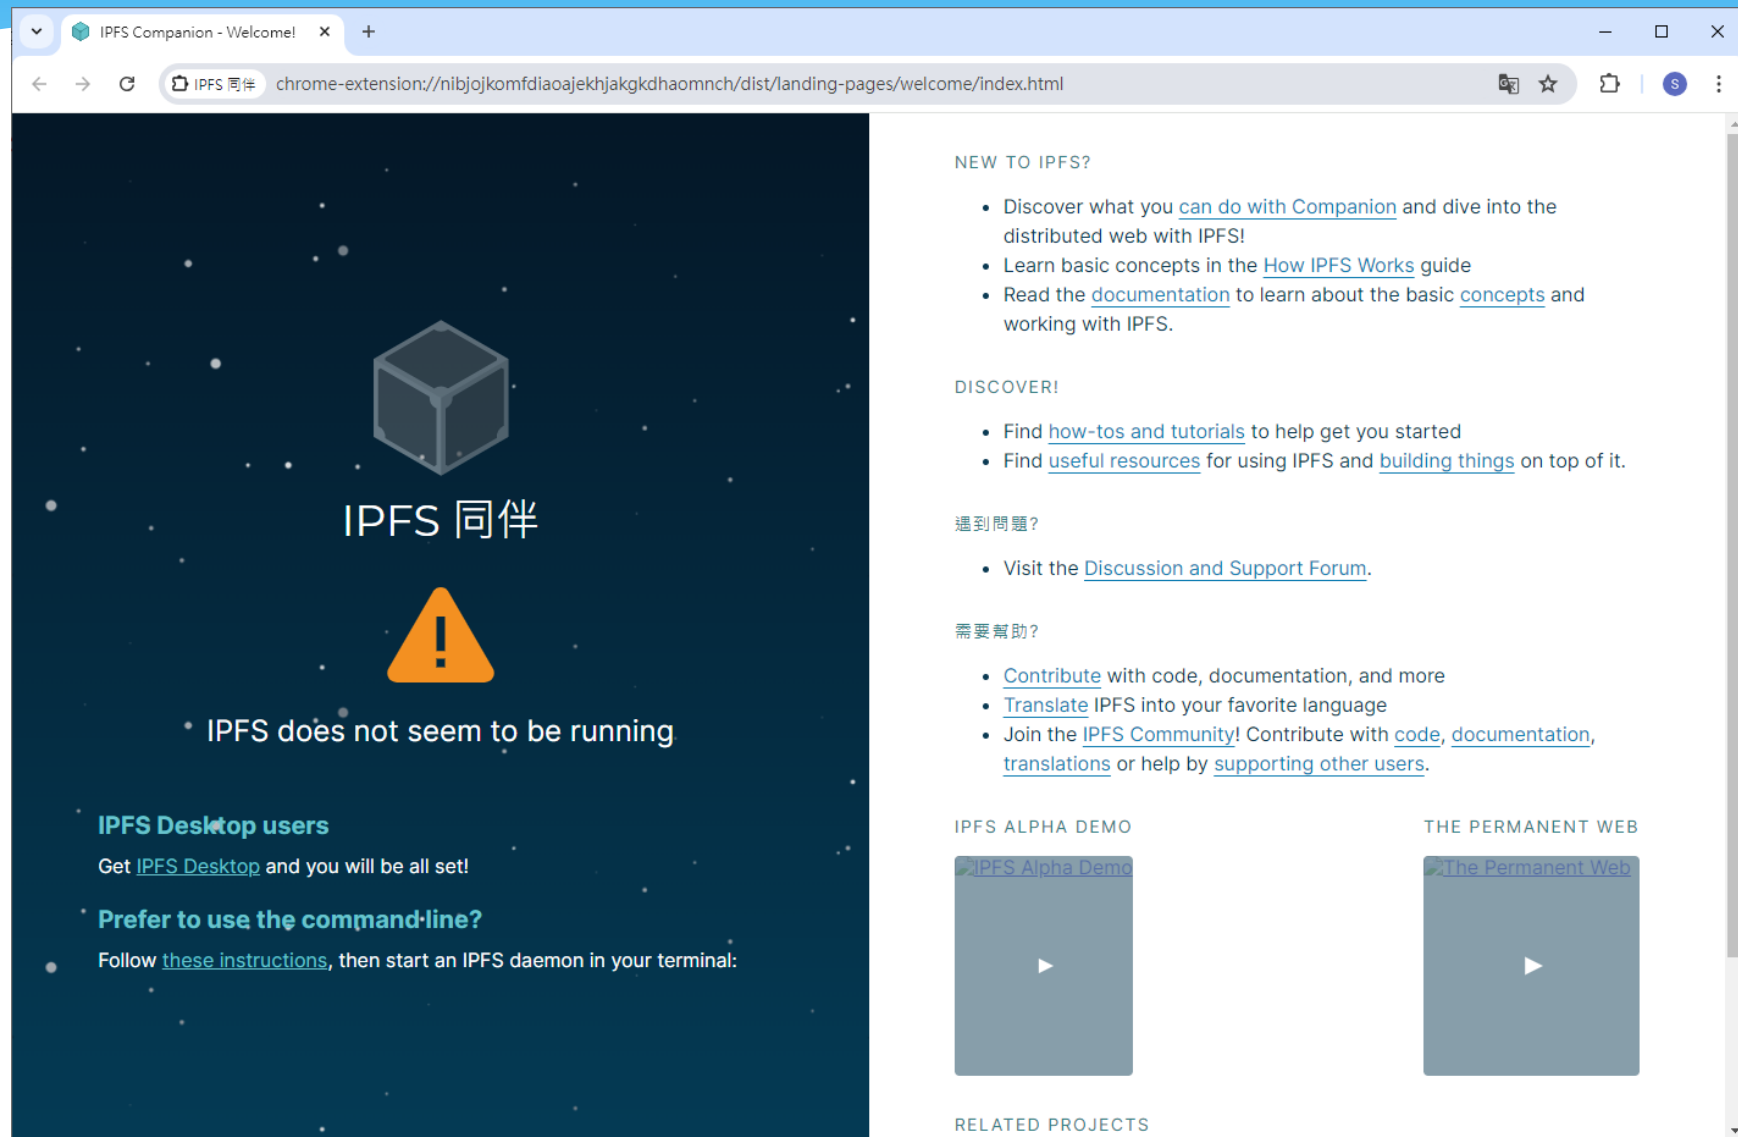 IPFS Companion - Welcome!
IPFS 同伴
chrome-extension://nibjojkomfdiaoajekhjakgkdhaomnch/dist/landing-pages/welcome/index.html
S
IPFS 同伴
IPFS does not seem to be running
IPFS Desktop users
Get IPFS Desktop and you will be all set!
Prefer to use the command-line?
Follow these instructions, then start an IPFS daemon in your terminal:
NEW TO IPFS?
• Discover what you can do with Companion and dive into the
distributed web with IPFS!
• Learn basic concepts in the How IPFS Works guide
• Read the documentation to learn about the basic concepts and
working with IPFS.
DISCOVER!
• Find how-tos and tutorials to help get you started
• Find useful resources for using IPFS and building things on top of it.
遇到問題?
• Visit the Discussion and Support Forum.
需要幫助?
• Contribute with code, documentation, and more
• Translate IPFS into your favorite language
• Join the IPFS Community! Contribute with code, documentation,
translations or help by supporting other users.
IPFS ALPHA DEMO
IPFS Alpha Demo
THE PERMANENT WEB
The Permanent Web
RELATED PROJECTS